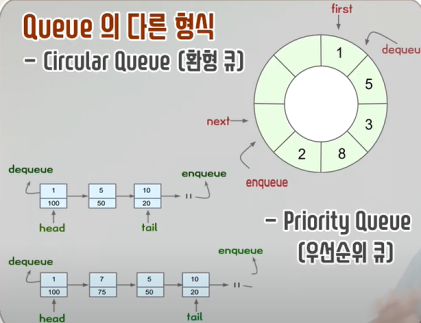 Queue 의 다른 형식
- Circular Queue (환형 큐)
first
1
dequeu
5
3
8
2
next
enqueue
dequeue
enqueue
1 5 10
100 50 20
head
tail
- Priority Queue
(우선순위 큐)
dequeue
enqueue
1 7 5 10
100 75 50 20
head
tail